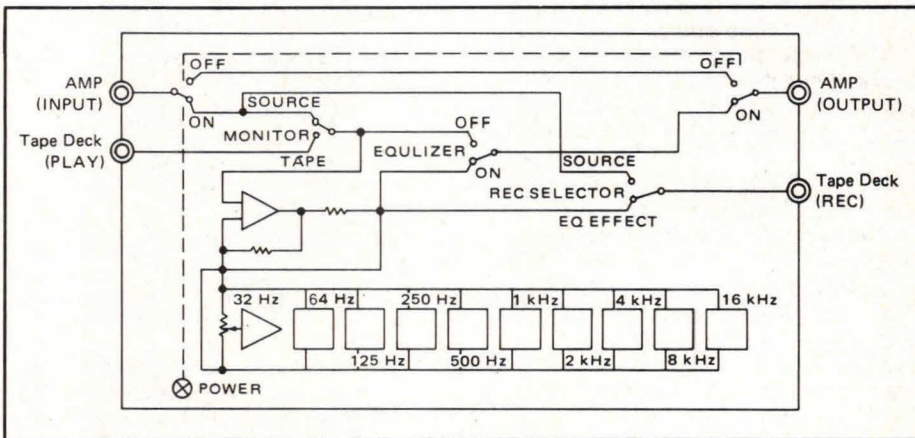 OFF
OFF
AMP
(INPUT)
AMP
(OUTPUT)
ON
SOURCE
ON
Tape Deck
(PLAY)
MONITOR
TAPE
OFF
EQULIZER
ON
SOURCE
REC SELECTOR
EQ EFFECT
Tape Deck
(REC)
32 Hz
64 Hz
250 Hz
1 kHz
4 kHz
16 kHz
125 Hz
500 Hz
2 kHz
8 kHz
POWER